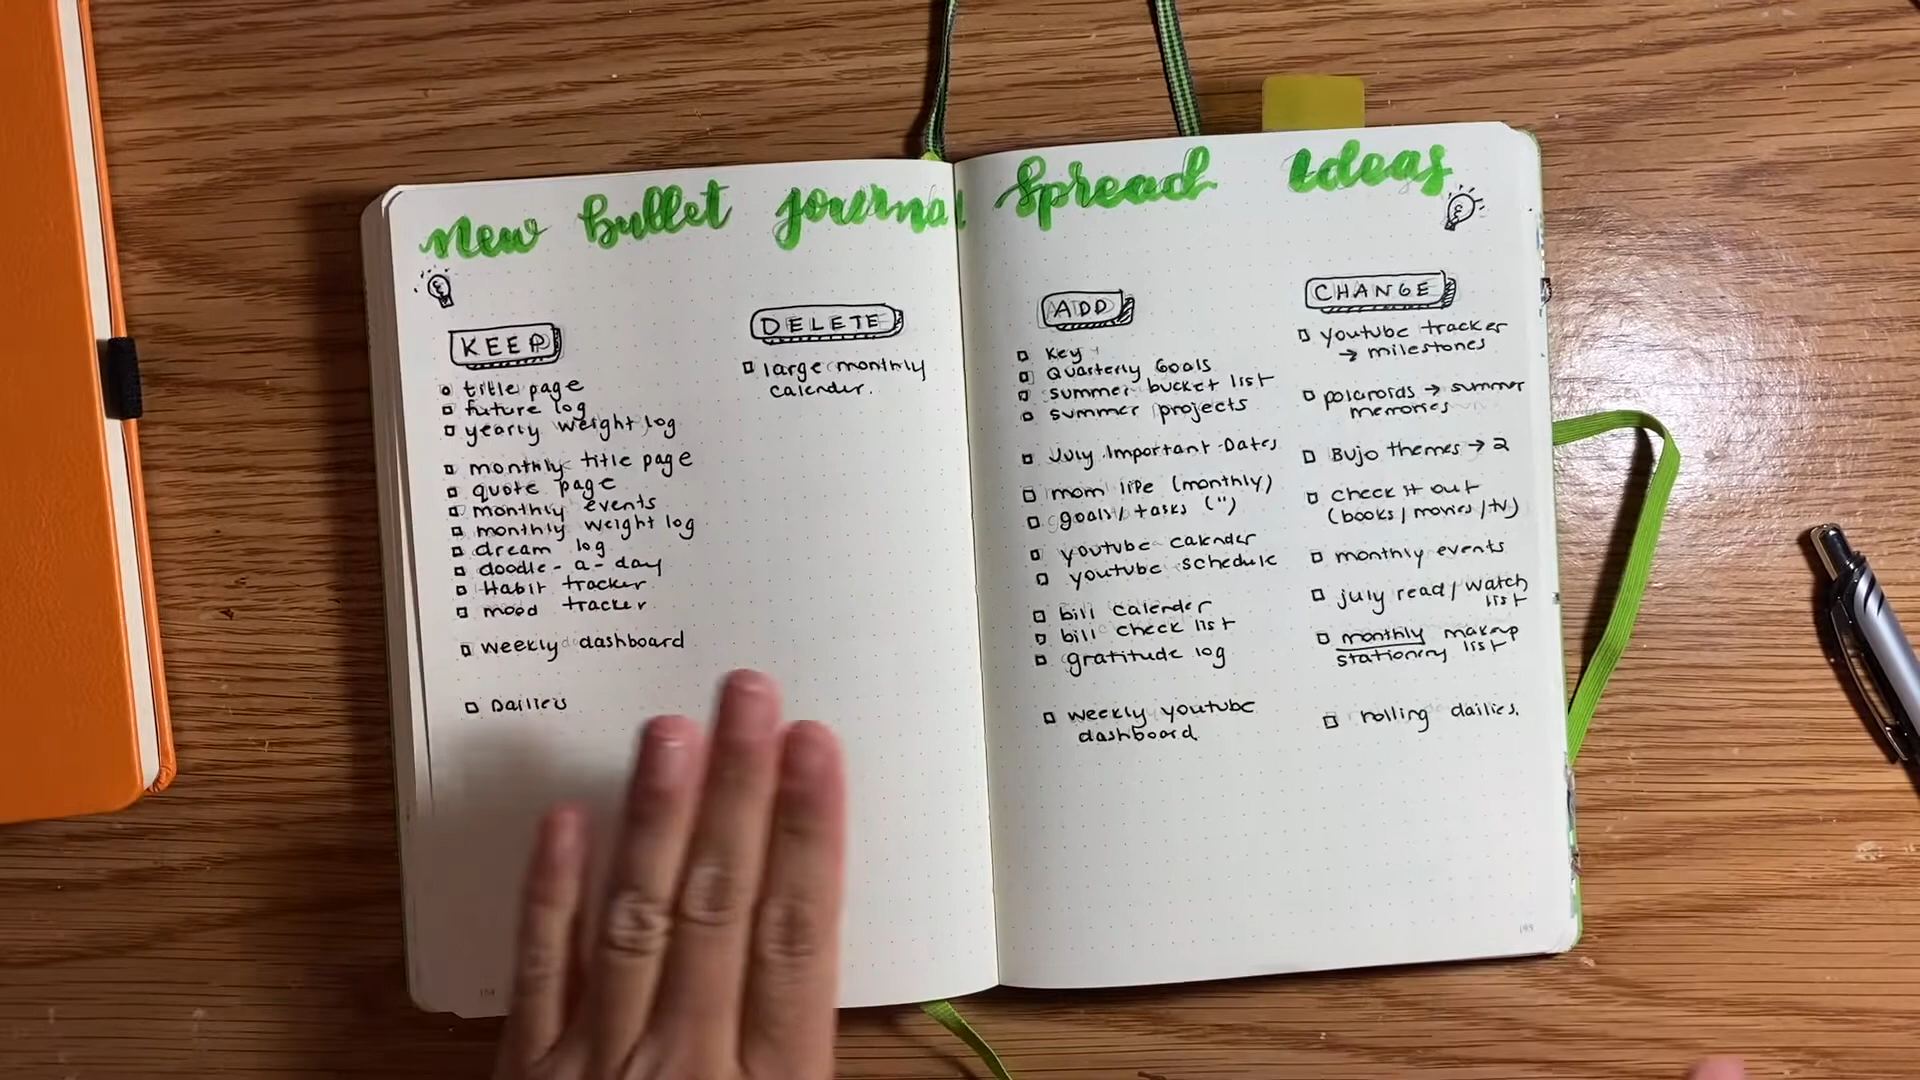 New bullet journal spread Ideas
KEEP
title page
future log
yearly weight log
monthly title page
quote page
monthly events
monthly weight log
dream log
doodle-a-day
Habit tracker
mood tracker
weekly dashboard
Dailies
DELETE
large monthly
calender.
ADD
Key
Quarterly Goals
summer bucket list
summer projects
July Important Dates
mom life (monthly)
goals/tasks (")
youtube calender
youtube schedule
bill calender
bill check list
gratitude log
weekly youtube
dashboard
CHANGE
youtube tracker
→ milestones
polaroids → summer
memories
Bujo themes → 2
check it out
(books/movies/tv)
monthly events
july read/watch
list
monthly makeup
stationery list
rolling dailies.